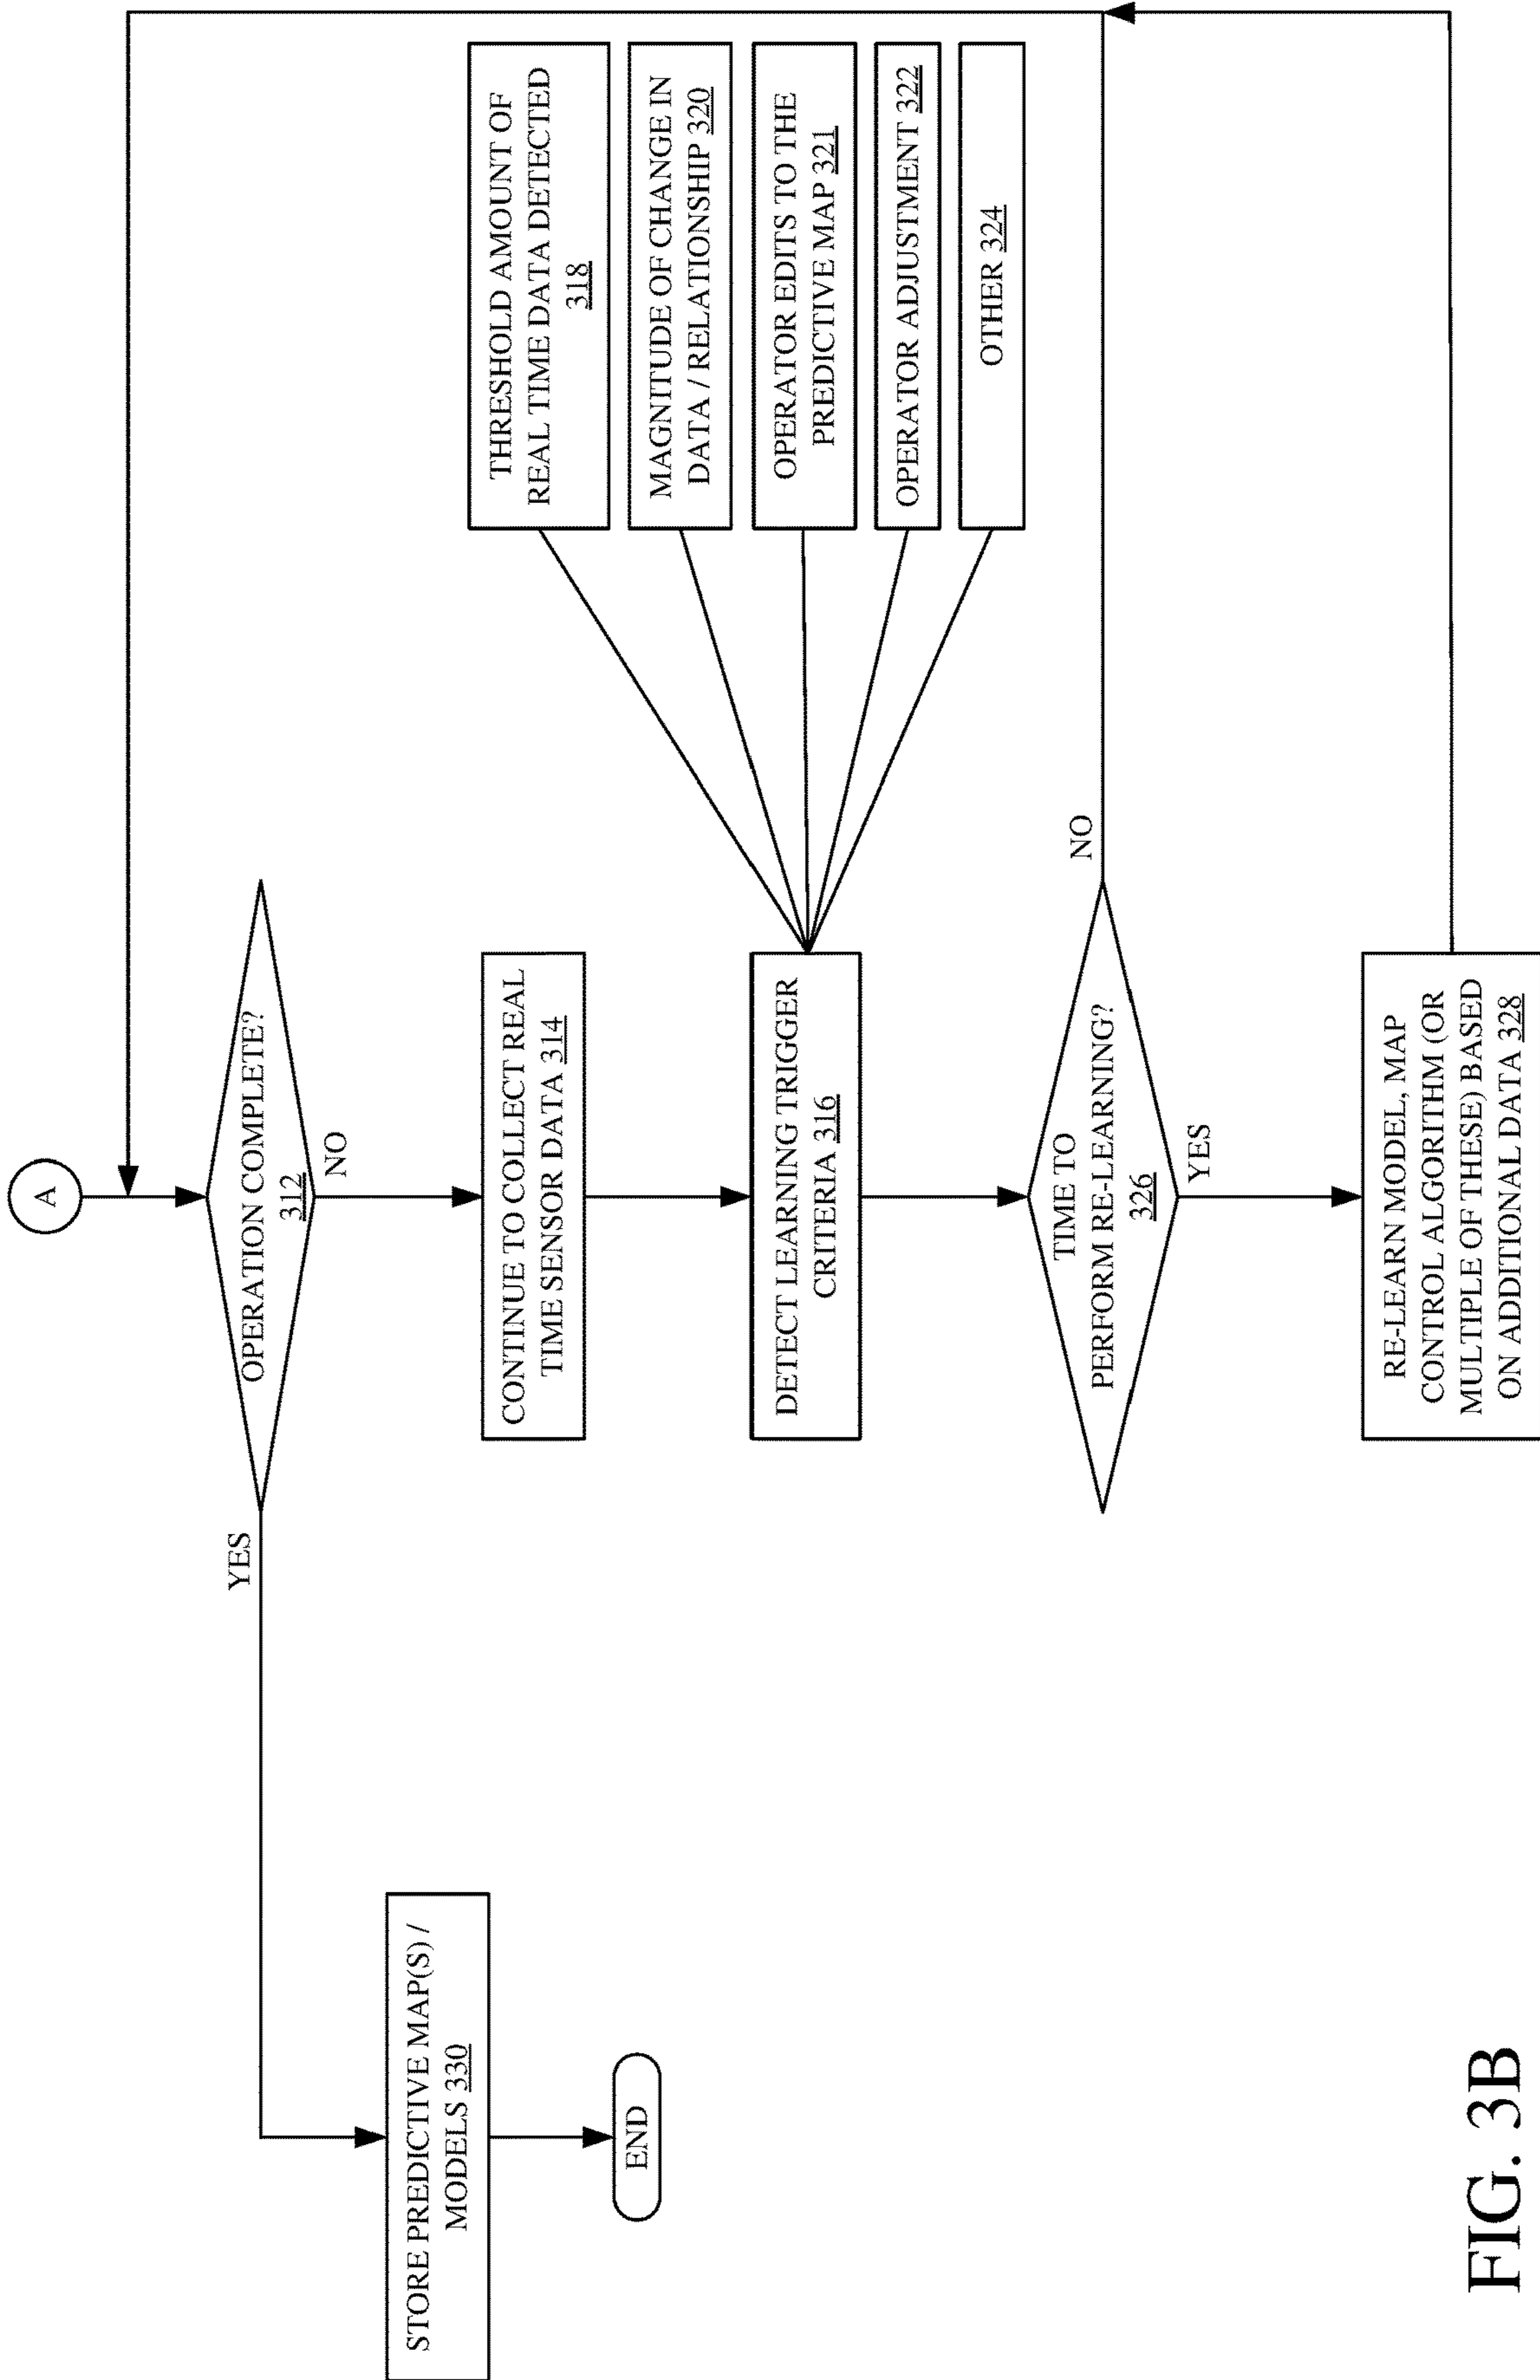 A
OPERATION COMPLETE?
312
YES
NO
CONTINUE TO COLLECT REAL
TIME SENSOR DATA 314
DETECT LEARNING TRIGGER
CRITERIA 316
THRESHOLD AMOUNT OF
REAL TIME DATA DETECTED
318
MAGNITUDE OF CHANGE IN
DATA / RELATIONSHIP 320
OPERATOR EDITS TO THE
PREDICTIVE MAP 321
OPERATOR ADJUSTMENT 322
OTHER 324
TIME TO
PERFORM RE-LEARNING?
326
NO
YES
RE-LEARN MODEL, MAP
CONTROL ALGORITHM (OR
MULTIPLE OF THESE) BASED
ON ADDITIONAL DATA 328
STORE PREDICTIVE MAP(S) /
MODELS 330
END
FIG. 3B